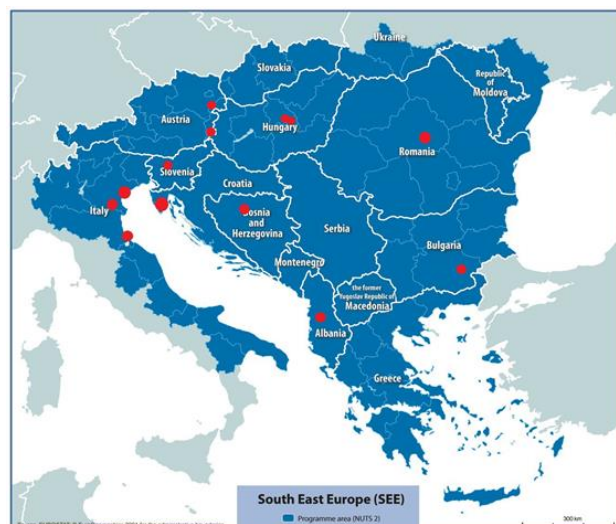 Ukraine
Slovakia
Republic
of
Moldova
Austria
Hungary
Romania
Slovenia
Croatia
Italy
Bosnia
and
Herzegovina
Serbia
Montenegro
Bulgaria
the former
Yugoslav Republic of
Macedonia
Albania
Greece
South East Europe (SEE)
Programme area (NUTS 2)
300 km